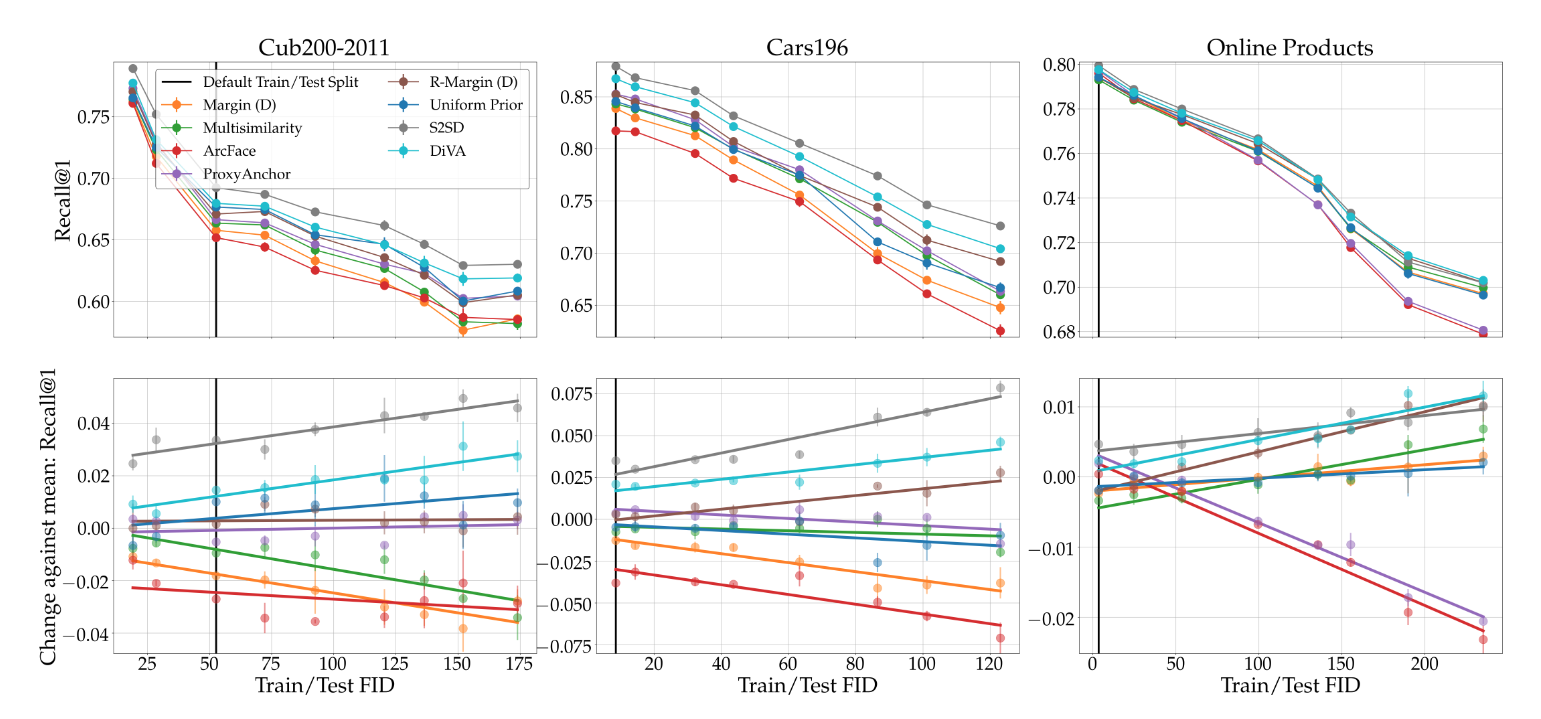 Cub200-2011
Cars196
Online Products
Recall@1
0.75
0.70
0.65
0.60
Default Train/Test Split
Margin (D)
Multisimilarity
ArcFace
ProxyAnchor
R-Margin (D)
Uniform Prior
S2SD
DiVA
0.85
0.80
0.75
0.70
0.65
0.80
0.78
0.76
0.74
0.72
0.70
0.68
Change against mean: Recall@1
0.04
0.02
0.00
−0.02
−0.04
25 50 75 100 125 150 175
Train/Test FID
0.075
0.050
0.025
0.000
−0.025
−0.050
−0.075
20 40 60 80 100 120
Train/Test FID
0.01
0.00
−0.01
−0.02
0 50 100 150 200
Train/Test FID